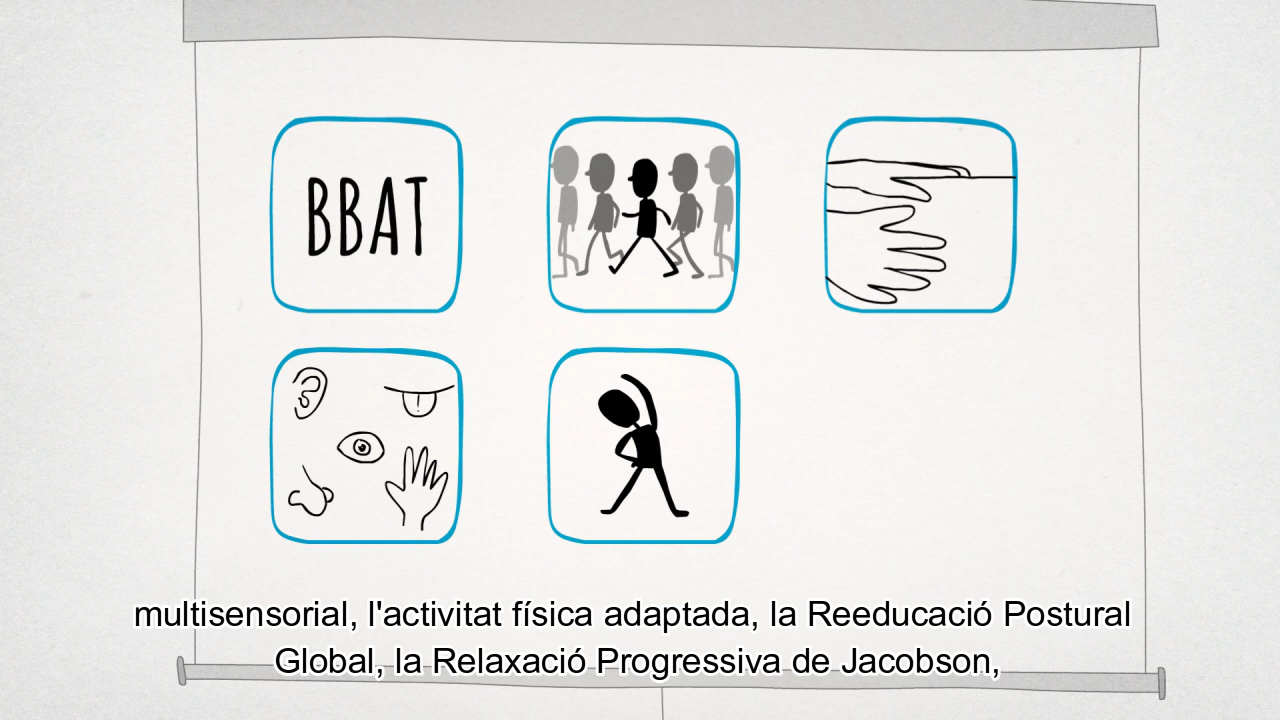 BBAT
multisensorial, l'activitat física adaptada, la Reeducació Postural
Global, la Relaxació Progressiva de Jacobson,